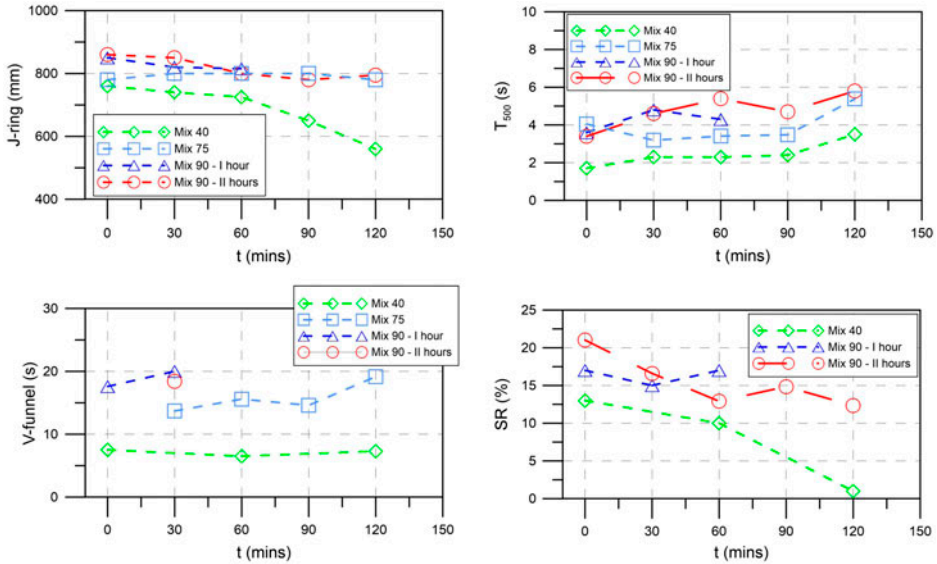 1000
800
600
400
J-ring (mm)
Mix 40
Mix 75
Mix 90 - I hour
Mix 90 - II hours
0 30 60 90 120 150
t (mins)
10
8
6
4
2
0
T500 (s)
Mix 40
Mix 75
Mix 90 - I hour
Mix 90 - II hours
0 30 60 90 120 150
t (mins)
30
20
10
0
V-funnel (s)
Mix 40
Mix 75
Mix 90 - I hour
Mix 90 - II hours
0 30 60 90 120 150
t (mins)
25
20
15
10
5
0
SR (%)
Mix 40
Mix 90 - I hour
Mix 90 - II hours
0 30 60 90 120 150
t (mins)